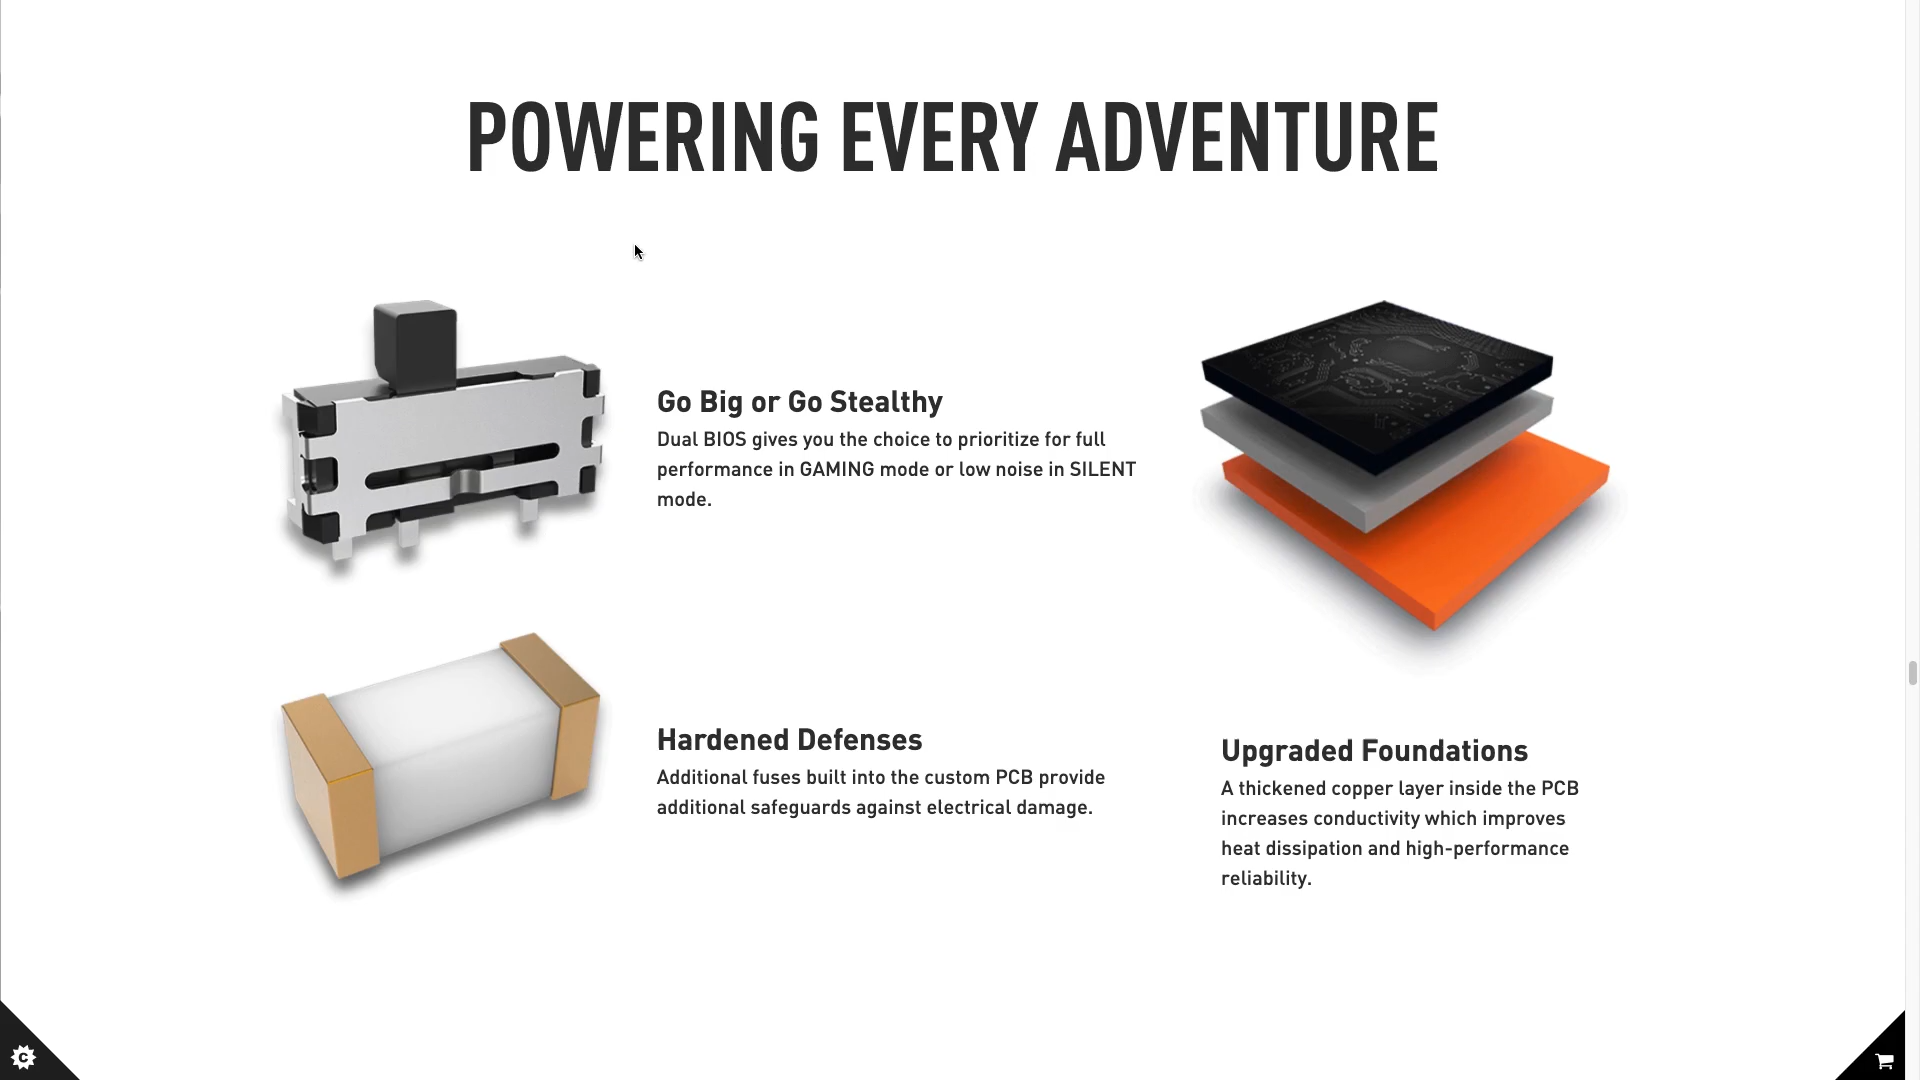 POWERING EVERY ADVENTURE
Go Big or Go Stealthy
Dual BIOS gives you the choice to prioritize for full
performance in GAMING mode or low noise in SILENT
mode.
Hardened Defenses
Additional fuses built into the custom PCB provide
additional safeguards against electrical damage.
Upgraded Foundations
A thickened copper layer inside the PCB
increases conductivity which improves
heat dissipation and high-performance
reliability.
C